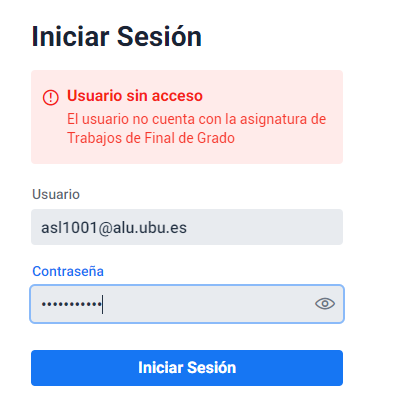 Iniciar Sesión
Usuario sin acceso
El usuario no cuenta con la asignatura de
Trabajos de Final de Grado
Usuario
asl1001@alu.ubu.es
Contraseña
•••••••••••
Iniciar Sesión